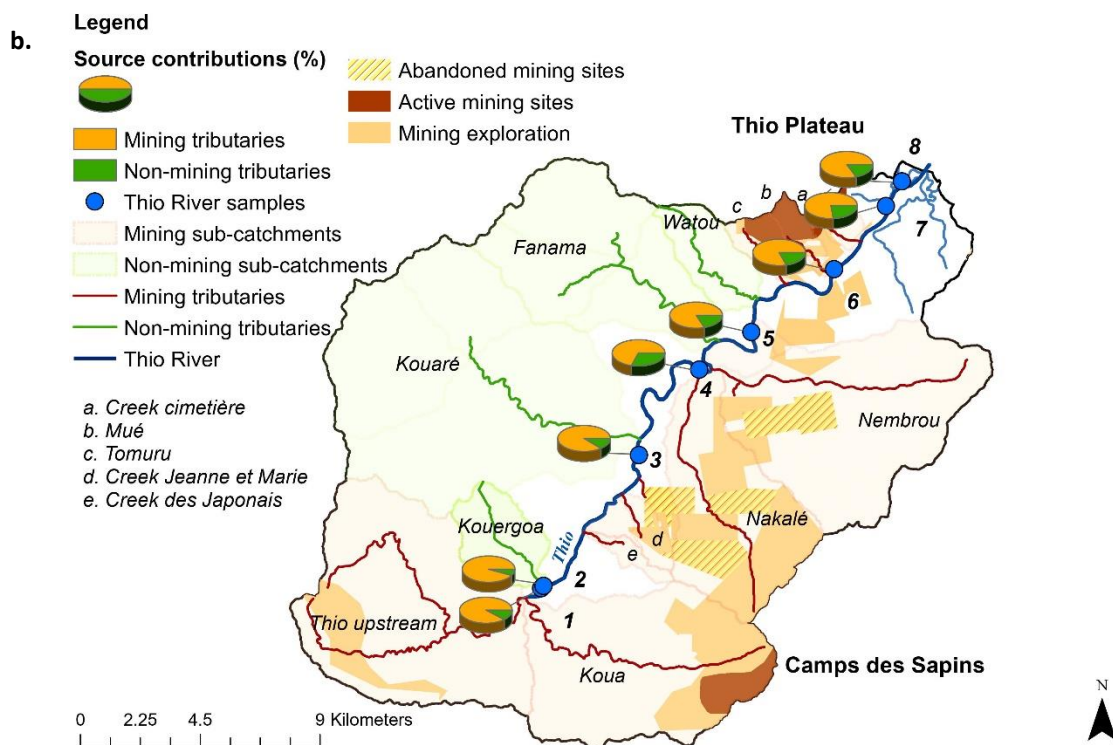 b.
Legend
Source contributions (%)
Mining tributaries
Non-mining tributaries
Thio River samples
Mining sub-catchments
Non-mining sub-catchments
Mining tributaries
Non-mining tributaries
Thio River
Abandoned mining sites
Active mining sites
Mining exploration
a. Creek cimetière
b. Mué
c. Tomuru
d. Creek Jeanne et Marie
e. Creek des Japonais
Thio Plateau
8
b
a
c
7
Watou
Fanama
6
5
Kouaré
4
Nembrou
3
Nakalé
Kouergoa
Thio
d
e
2
Thio upstream
1
Koua
Camps des Sapins
N
0 2.25 4.5 9 Kilometers